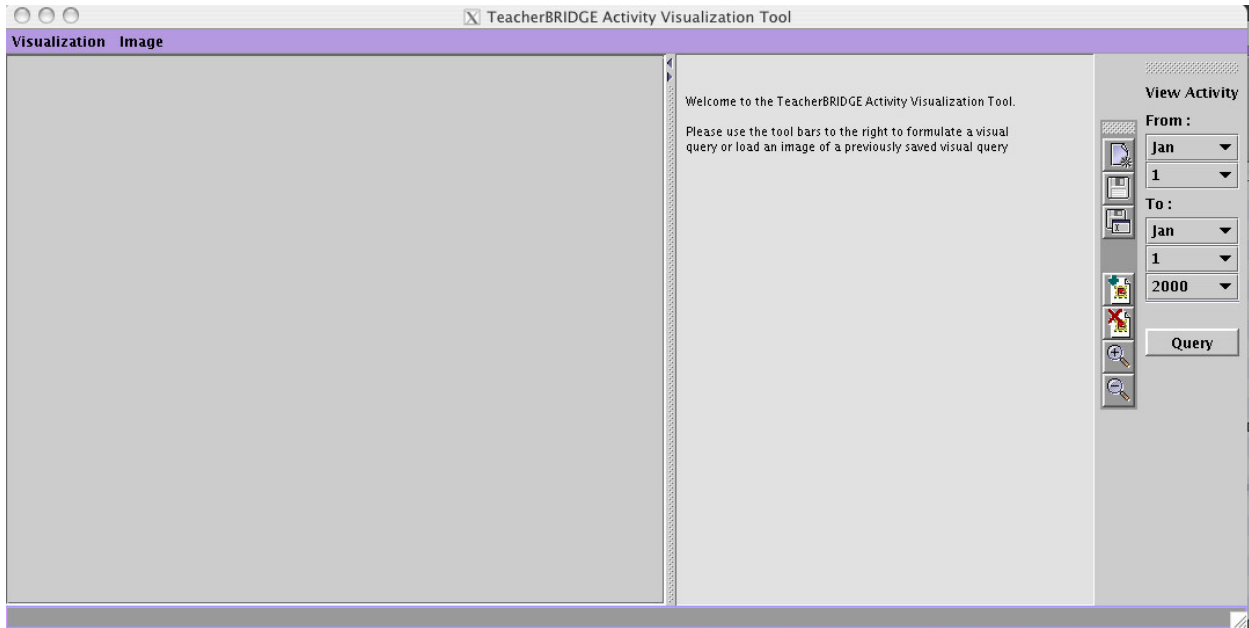 TeacherBRIDGE Activity Visualization Tool
Visualization Image
Welcome to the TeacherBRIDGE Activity Visualization Tool.
Please use the tool bars to the right to formulate a visual
query or load an image of a previously saved visual query
View Activity
From :
Jan
1
To :
Jan
1
2000
Query